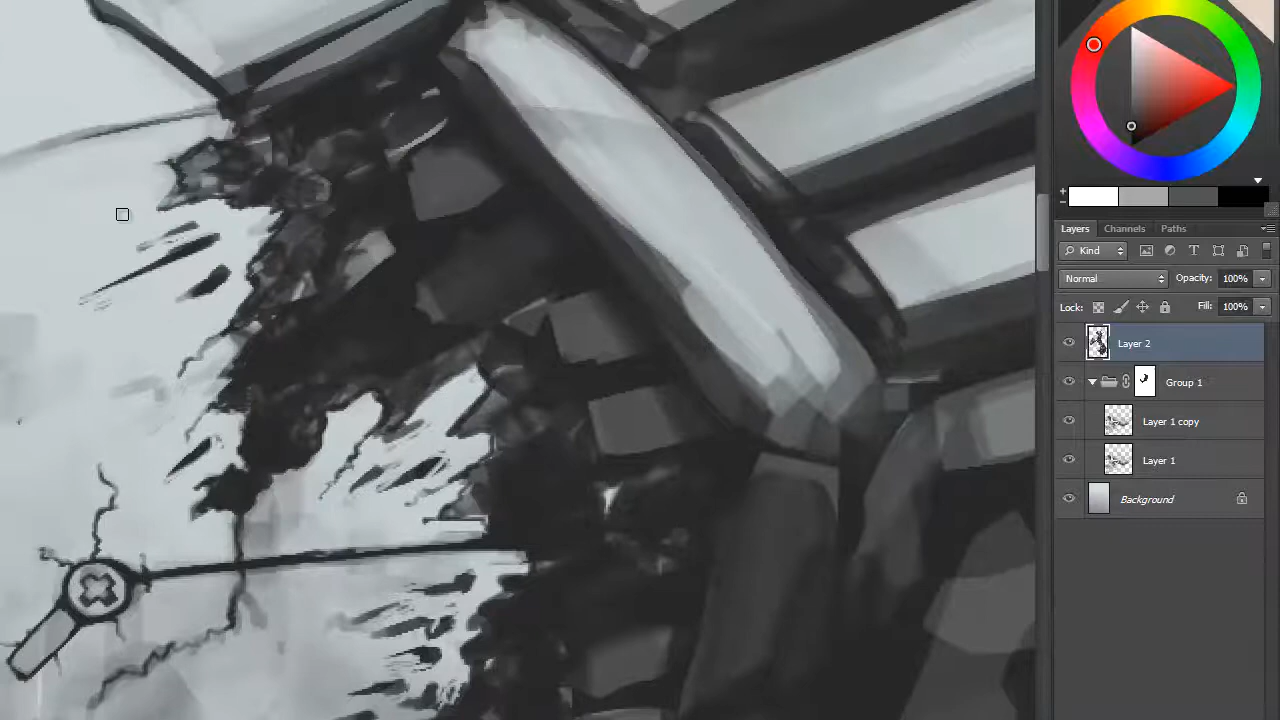 Layers Channels Paths
Kind
Normal Opacity: 100%
Lock: Fill: 100%
Layer 2
Group 1
Layer 1 copy
Layer 1
Background